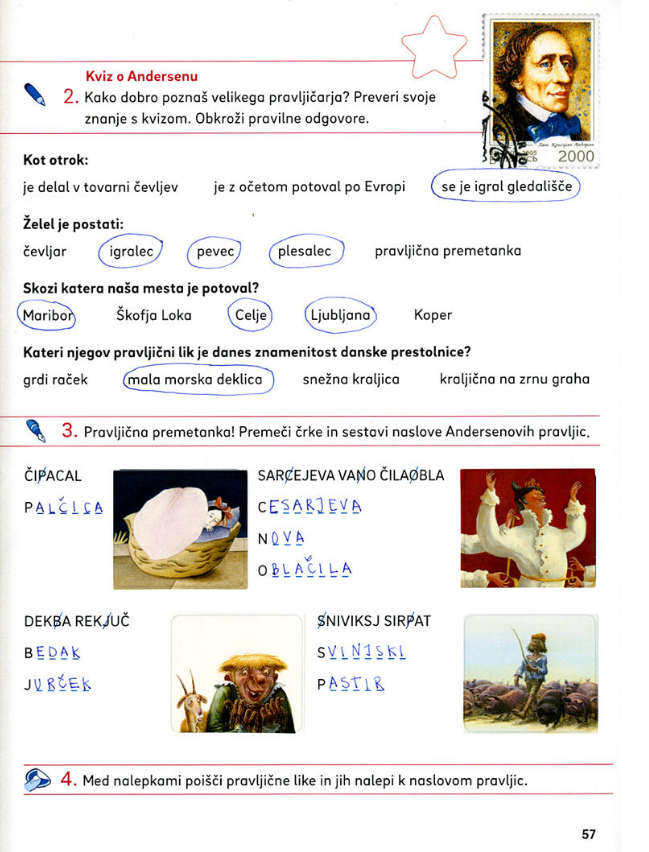 Kviz o Andersenu
2. Kako dobro poznaš velikega pravljičarja? Preveri svoje
znanje s kvizom. Obkroži pravilne odgovore.
2000
Kot otrok:
je delal v tovarni čevljev je z očetom potoval po Evropi se je igral gledališče
Želel je postati:
čevljar igralec pevec plesalec pravljična premetanka
Skozi katera naša mesta je potoval?
Maribor Škofja Loka Celje Ljubljana Koper
Kateri njegov pravljični lik je danes znamenitost danske prestolnice?
grdi raček mala morska deklica snežna kraljica kraljična na zrnu graha
3. Pravljična premetanka! Premeči črke in sestavi naslove Andersenovih pravljic.
ČIPACAL SARCEJEVA VANO ČILAOBLA
PALČICA CESARJEVA
NOVA
OBLAČILA
DEKBA REKJUČ SNIVIKSJ SIRPAT
BEDAK SVINJSKI
JURČEK PASTIR
4. Med nalepkami poišči pravljične like in jih nalepi k naslovom pravljic.
57